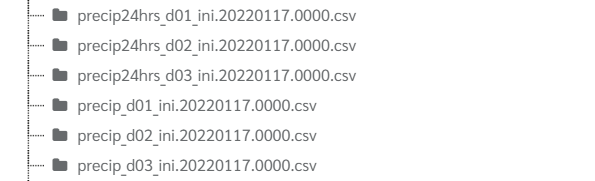 precip24hrs_d01_ini.20220117.0000.csv
precip24hrs_d02_ini.20220117.0000.csv
precip24hrs_d03_ini.20220117.0000.csv
precip_d01_ini.20220117.0000.csv
precip_d02_ini.20220117.0000.csv
precip_d03_ini.20220117.0000.csv